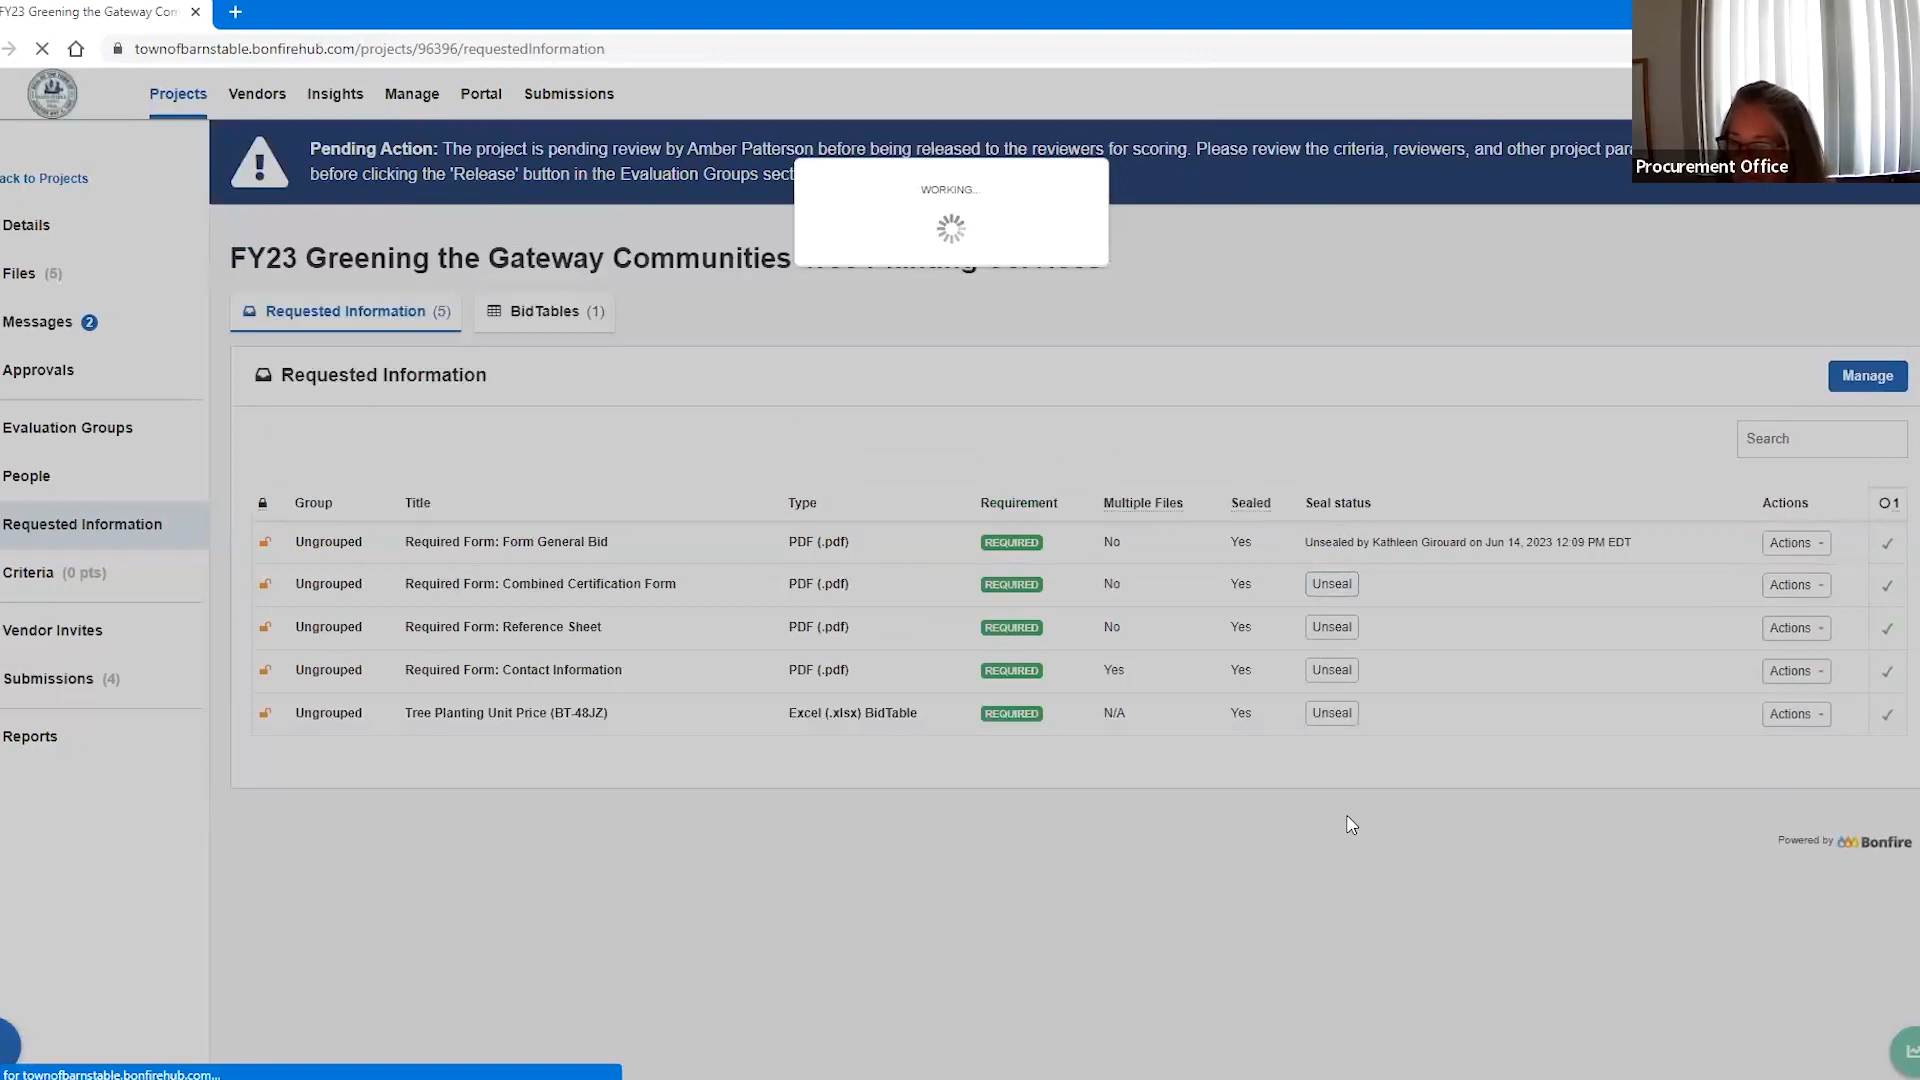 FY23 Greening the Gateway Com
townofbarnstable.bonfirehub.com/projects/96396/requestedInformation
Projects
Vendors
Insights
Manage
Portal
Submissions
Procurement Office
Pending Action: The project is pending review by Amber Patterson before being released to the reviewers for scoring. Please review the criteria, reviewers, and other project par
before clicking the 'Release' button in the Evaluation Groups sect
WORKING...
ack to Projects
Details
Files (5)
Messages 2
Approvals
Evaluation Groups
People
Requested Information
Criteria (0 pts)
Vendor Invites
Submissions (4)
Reports
FY23 Greening the Gateway Communities
Requested Information (5)
BidTables (1)
Requested Information
Manage
Search
Group Title Type Requirement Multiple Files Sealed Seal status Actions 1
Ungrouped Required Form: Form General Bid PDF (.pdf) REQUIRED No Yes Unsealed by Kathleen Girouard on Jun 14, 2023 12:09 PM EDT Actions
Ungrouped Required Form: Combined Certification Form PDF (.pdf) REQUIRED No Yes Unseal Actions
Ungrouped Required Form: Reference Sheet PDF (.pdf) REQUIRED No Yes Unseal Actions
Ungrouped Required Form: Contact Information PDF (.pdf) REQUIRED Yes Yes Unseal Actions
Ungrouped Tree Planting Unit Price (BT-48JZ) Excel (.xlsx) BidTable REQUIRED N/A Yes Unseal Actions
Powered by Bonfire
for townofbarnstable.bonfirehub.com...